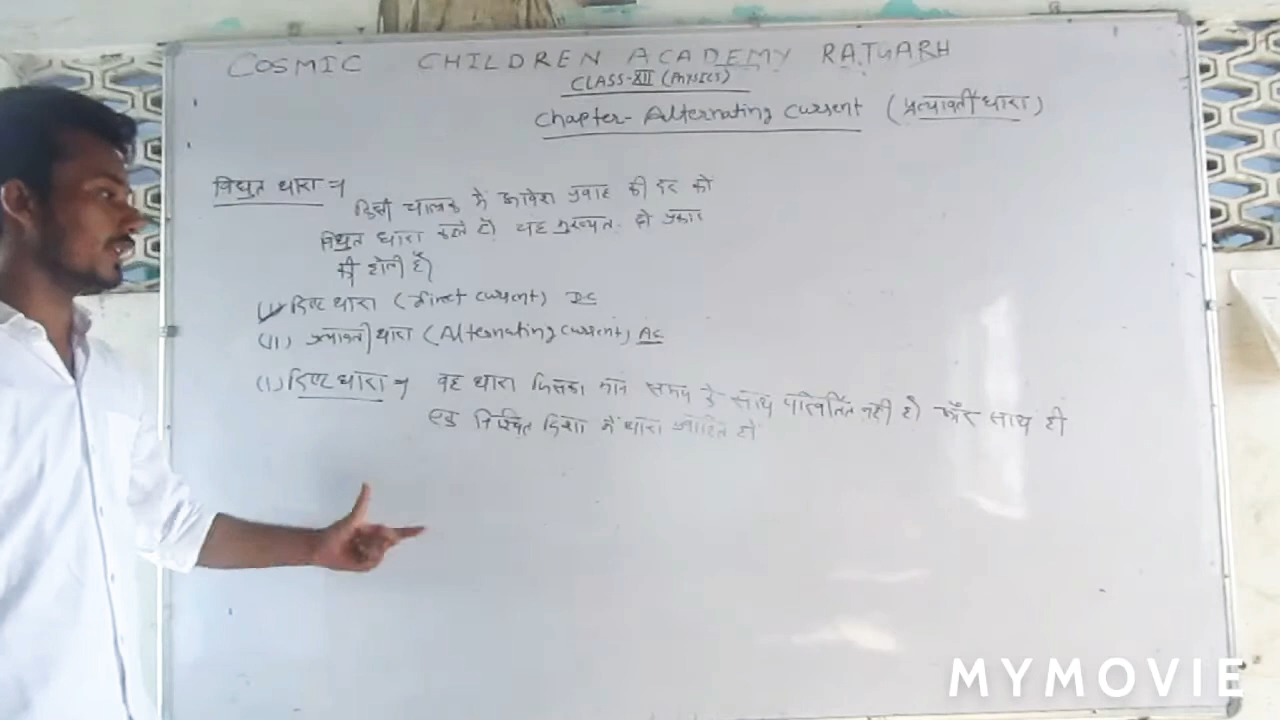 COSMIC CHILDREN ACADEMY RAJGARH
CLASS-XII (PHYSICS)
Chapter- Alternating Current (प्रत्यावर्ती धारा)
विधुत धारा ⇒
किसी चालक में आवेश प्रवाह की दर को
विधुत धारा कहते हैं। यह मुख्यतः दो प्रकार
की होती है।
(i) दिष्ट धारा (Direct current) DC
(ii) प्रत्यावर्ती धारा (Alternating current) AC
(i) दिष्ट धारा ⇒ वह धारा जिसका मान समय के साथ परिवर्तित नहीं हो और साथ ही
एक निश्चित दिशा में धारा प्रवाहित हो
MYMOVIE